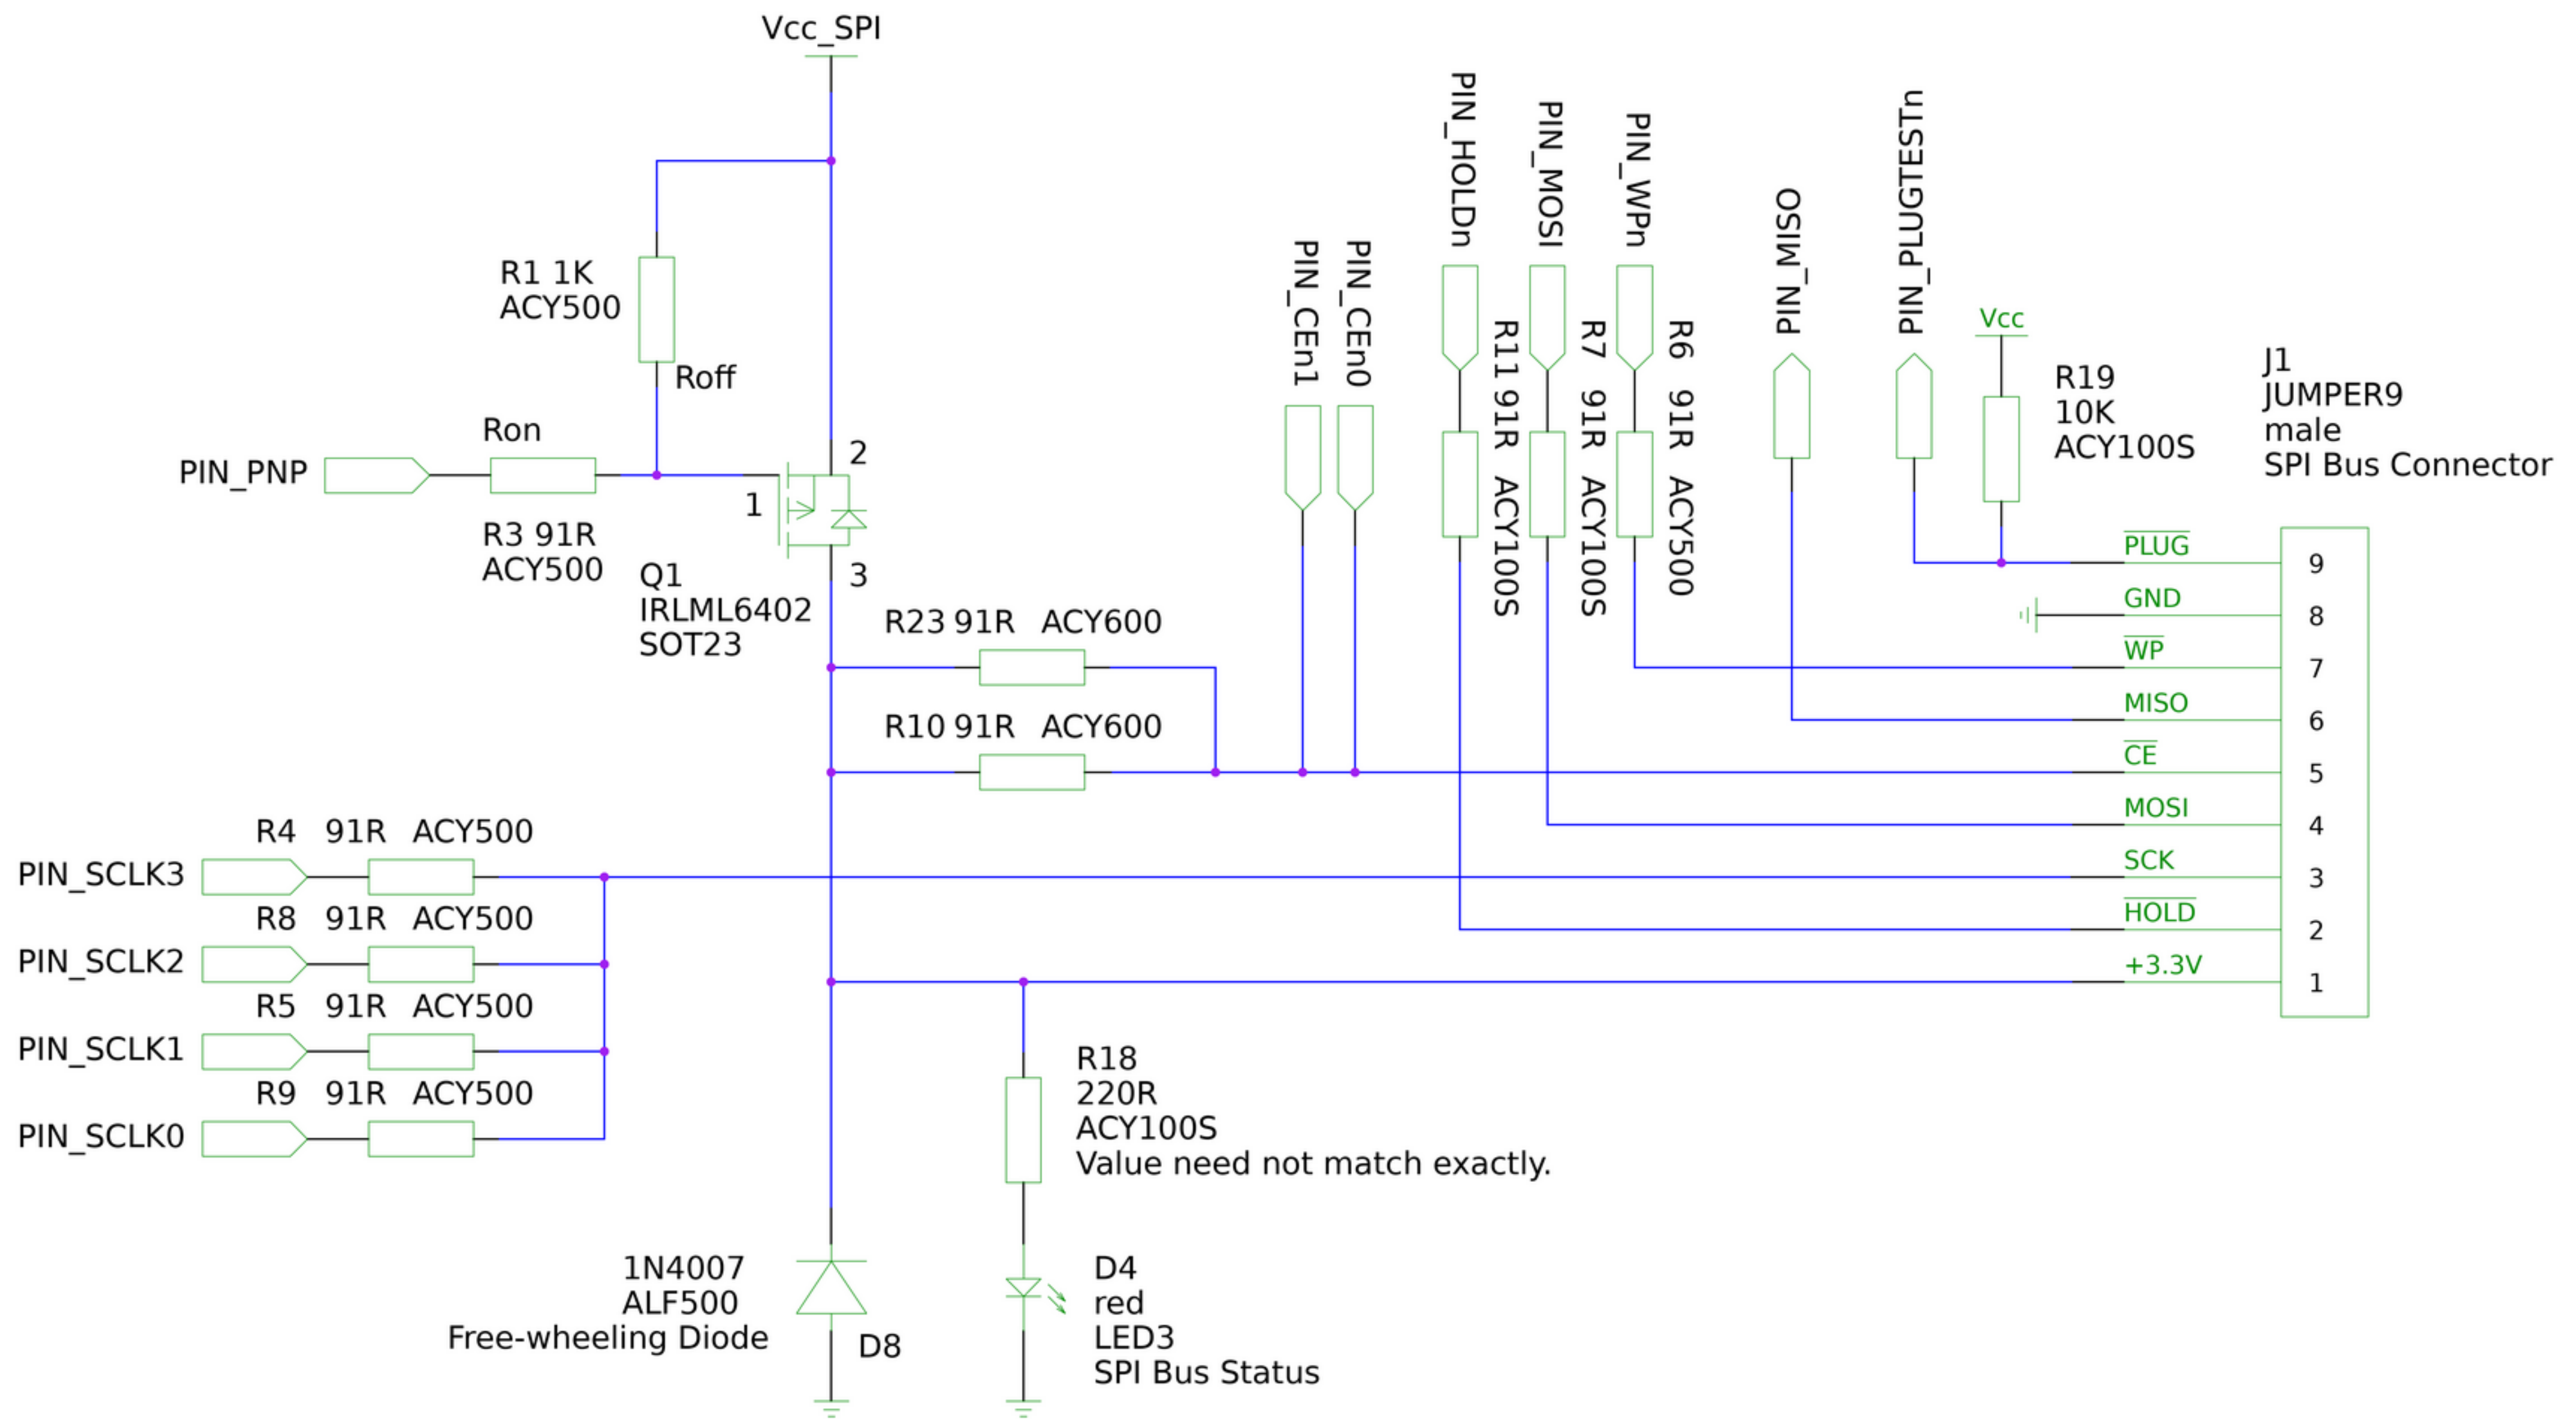 Vcc_SPI
R1 1K
ACY500
Roff
Ron
PIN_PNP
R3 91R
ACY500
1
2
3
Q1
IRLML6402
SOT23
R23 91R ACY600
R10 91R ACY600
PIN_CEn1
PIN_CEn0
PIN_HOLDn
R11 91R ACY100S
PIN_MOSI
R7 91R ACY100S
PIN_WPn
R6 91R ACY500
PIN_MISO
PIN_PLUGTESTn
Vcc
R19
10K
ACY100S
J1
JUMPER9
male
SPI Bus Connector
PLUG 9
GND 8
WP 7
MISO 6
CE 5
MOSI 4
SCK 3
HOLD 2
+3.3V 1
R4 91R ACY500
PIN_SCLK3
R8 91R ACY500
PIN_SCLK2
R5 91R ACY500
PIN_SCLK1
R9 91R ACY500
PIN_SCLK0
R18
220R
ACY100S
Value need not match exactly.
1N4007
ALF500
Free-wheeling Diode
D8
D4
red
LED3
SPI Bus Status